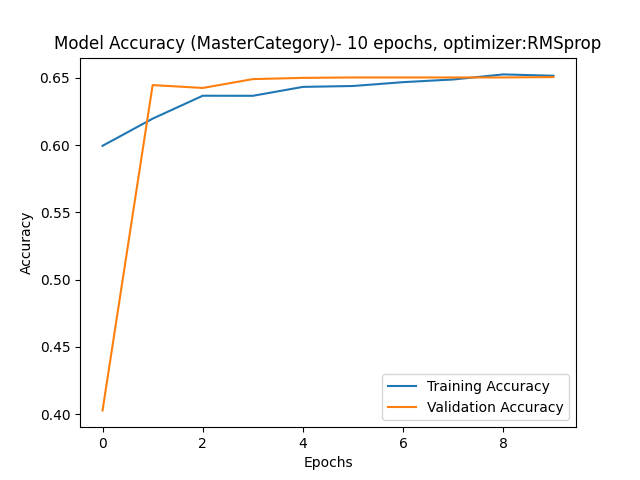 Model Accuracy (MasterCategory)- 10 epochs, optimizer:RMSprop
0.65
0.60
0.55
0.50
0.45
0.40
Accuracy
Training Accuracy
Validation Accuracy
0 2 4 6 8
Epochs